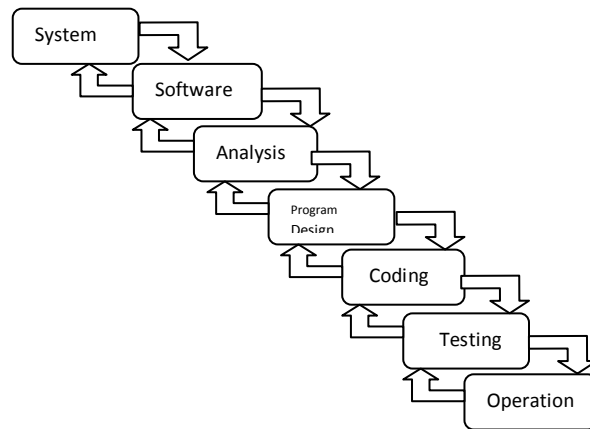 System
Software
Analysis
Program
Design
Coding
Testing
Operation